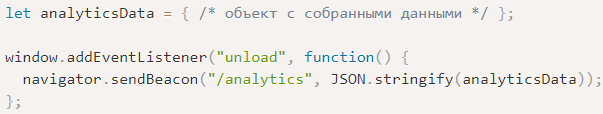 let analyticsData = { /* объект с собранными данными */ };
window.addEventListener("unload", function() {
navigator.sendBeacon("/analytics", JSON.stringify(analyticsData));
};